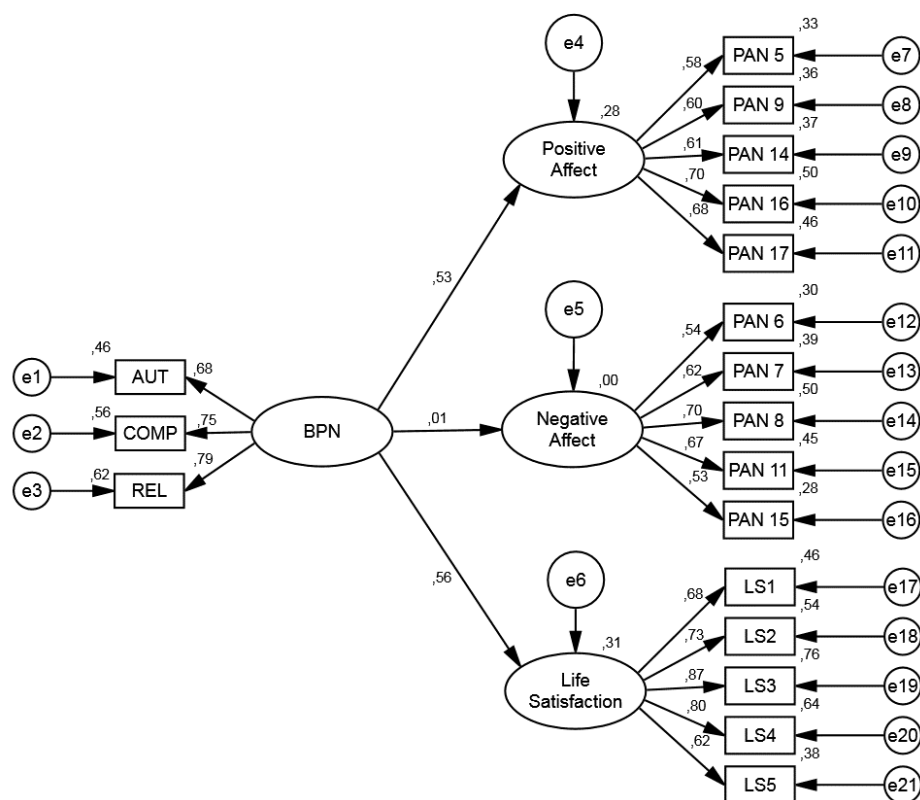 e4
,28
Positive
Affect
,58
,60
,61
,70
,68
,33
PAN 5
e7
,36
PAN 9
e8
,37
PAN 14
e9
,50
PAN 16
e10
,46
PAN 17
e11
,53
e5
,00
Negative
Affect
,54
,62
,70
,67
,53
,30
PAN 6
e12
,39
PAN 7
e13
,50
PAN 8
e14
,45
PAN 11
e15
,28
PAN 15
e16
,46
e1
AUT
,68
,56
e2
COMP
,75
,62
e3
REL
,79
BPN
,01
,56
e6
,31
Life
Satisfaction
,68
,73
,87
,80
,62
,46
LS1
e17
,54
LS2
e18
,76
LS3
e19
,64
LS4
e20
,38
LS5
e21